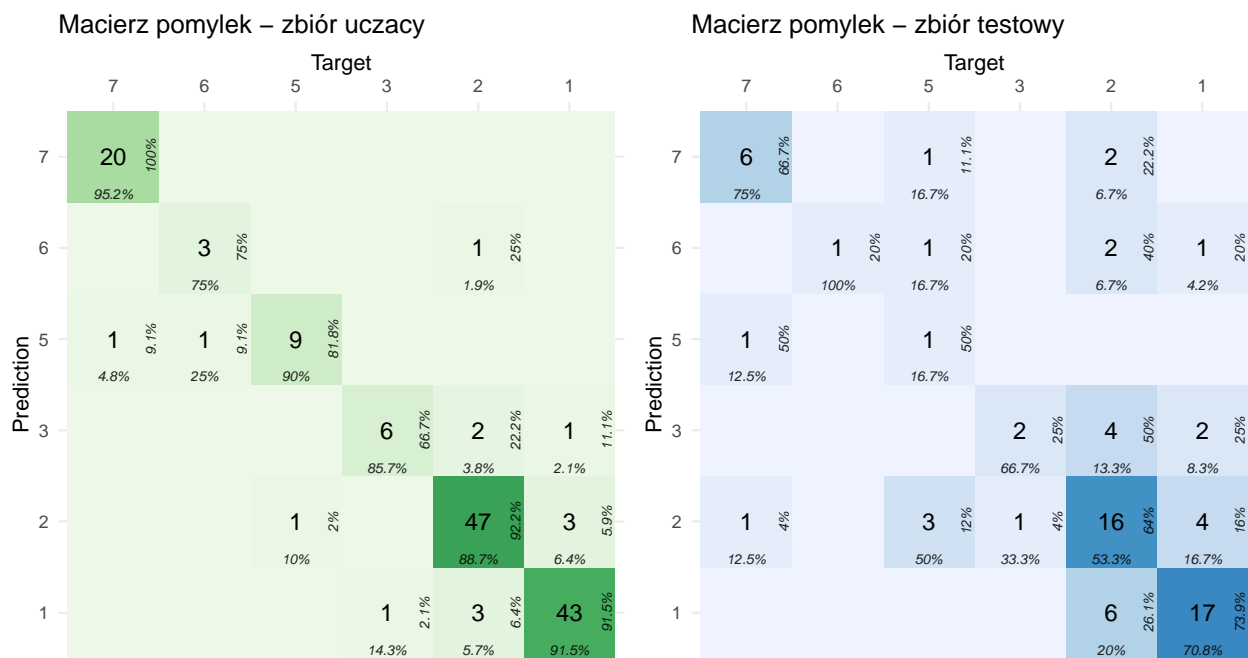 Macierz pomylek − zbiór uczacy
Target
7 6 5 3 2 1
Prediction
7
20 100%
95.2%
6
3 75% 1 25%
75% 1.9%
5
1 9.1% 1 9.1% 9 81.8%
4.8% 25% 90%
3
6 66.7% 2 22.2% 1 11.1%
85.7% 3.8% 2.1%
2
1 2% 47 92.2% 3 5.9%
10% 88.7% 6.4%
1
1 2.1% 3 6.4% 43 91.5%
14.3% 5.7% 91.5%
Macierz pomylek − zbiór testowy
Target
7 6 5 3 2 1
Prediction
7
6 66.7% 1 11.1% 2 22.2%
75% 16.7% 6.7%
6
1 20% 1 20% 2 40% 1 20%
100% 16.7% 6.7% 4.2%
5
1 50% 1 50%
12.5% 16.7%
3
2 25% 4 50% 2 25%
66.7% 13.3% 8.3%
2
1 4% 3 12% 1 4% 16 64% 4 16%
12.5% 50% 33.3% 53.3% 16.7%
1
6 26.1% 17 73.9%
20% 70.8%